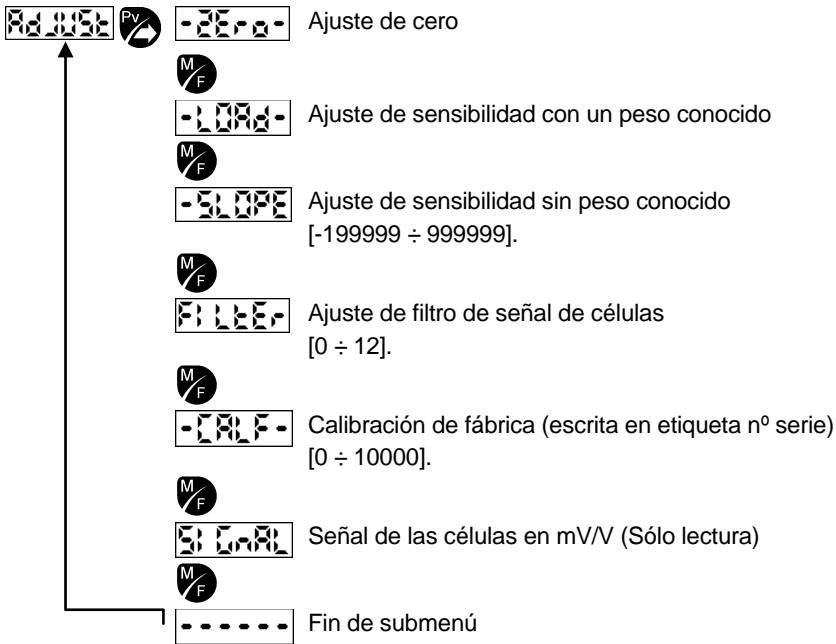 AdJUSt Pv -ZEro- Ajuste de cero
M/F
-LOAd- Ajuste de sensibilidad con un peso conocido
M/F
-SLOPE Ajuste de sensibilidad sin peso conocido
[-199999 ÷ 999999].
M/F
FILtEr Ajuste de filtro de señal de células
[0 ÷ 12].
M/F
-CALF- Calibración de fábrica (escrita en etiqueta nº serie)
[0 ÷ 10000].
M/F
SIGnAL Señal de las células en mV/V (Sólo lectura)
M/F
------ Fin de submenú